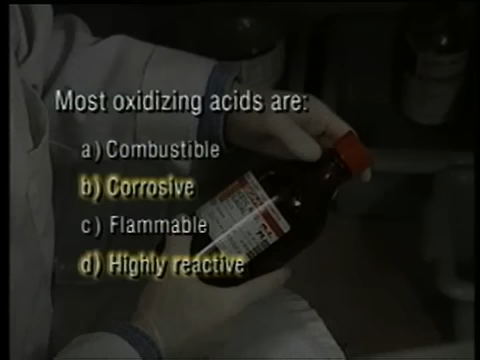 Most oxidizing acids are:
a) Combustible
b) Corrosive
c) Flammable
d) Highly reactive